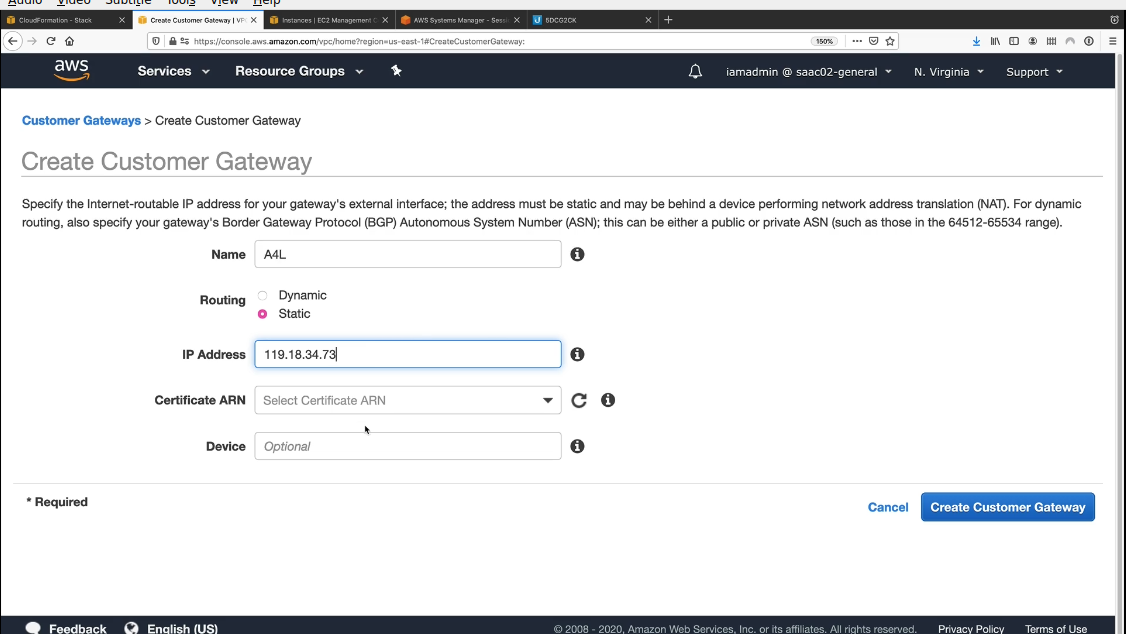 Audio Video Subtitle Tools View Help
CloudFormation - Stack
Create Customer Gateway | VP
Instances | EC2 Management C
AWS Systems Manager - Sessi
5DCG2CK
https://console.aws.amazon.com/vpc/home?region=us-east-1#CreateCustomerGateway:
150%
aws
Services
Resource Groups
iamadmin @ saac02-general
N. Virginia
Support
Customer Gateways > Create Customer Gateway
Create Customer Gateway
Specify the Internet-routable IP address for your gateway's external interface; the address must be static and may be behind a device performing network address translation (NAT). For dynamic
routing, also specify your gateway's Border Gateway Protocol (BGP) Autonomous System Number (ASN); this can be either a public or private ASN (such as those in the 64512-65534 range).
Name A4L
Routing Dynamic
Static
IP Address 119.18.34.73
Certificate ARN Select Certificate ARN
Device Optional
* Required
Cancel
Create Customer Gateway
Feedback
English (US)
© 2008 - 2020, Amazon Web Services, Inc. or its affiliates. All rights reserved.
Privacy Policy
Terms of Use